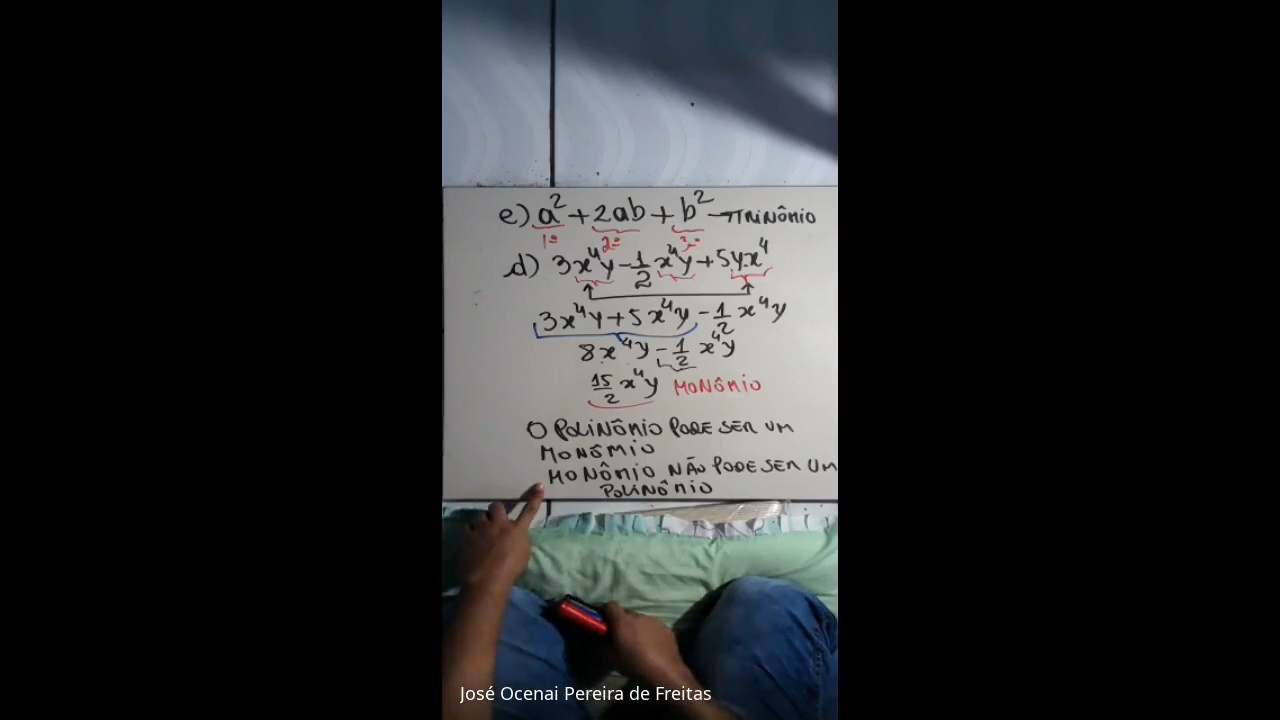 e) a² + 2ab + b² → TRINÔMIO
1º 2º 3º
d) 3x⁴y - 1/2 x⁴y + 5yx⁴
3x⁴y + 5x⁴y - 1/2 x⁴y
8x⁴y - 1/2 x⁴y
15/2 x⁴y MONÔMIO
O POLINÔMIO PODE SER UM
MONÔMIO
MONÔMIO NÃO PODE SER UM
POLINÔMIO
José Ocenai Pereira de Freitas